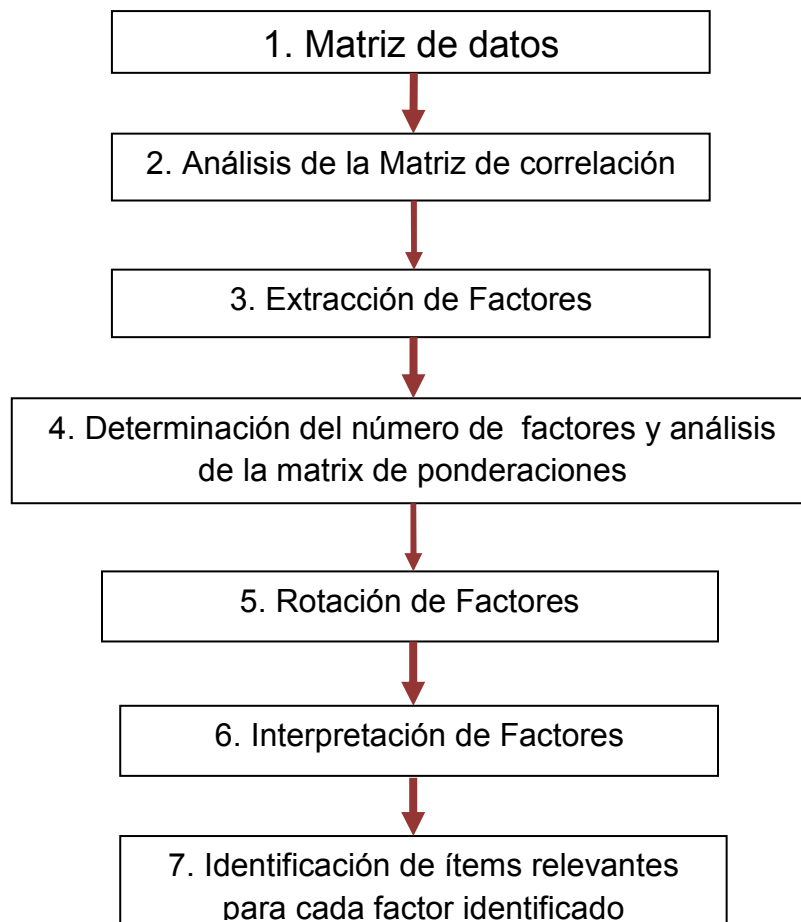 1. Matriz de datos
2. Análisis de la Matriz de correlación
3. Extracción de Factores
4. Determinación del número de factores y análisis
de la matrix de ponderaciones
5. Rotación de Factores
6. Interpretación de Factores
7. Identificación de ítems relevantes
para cada factor identificado